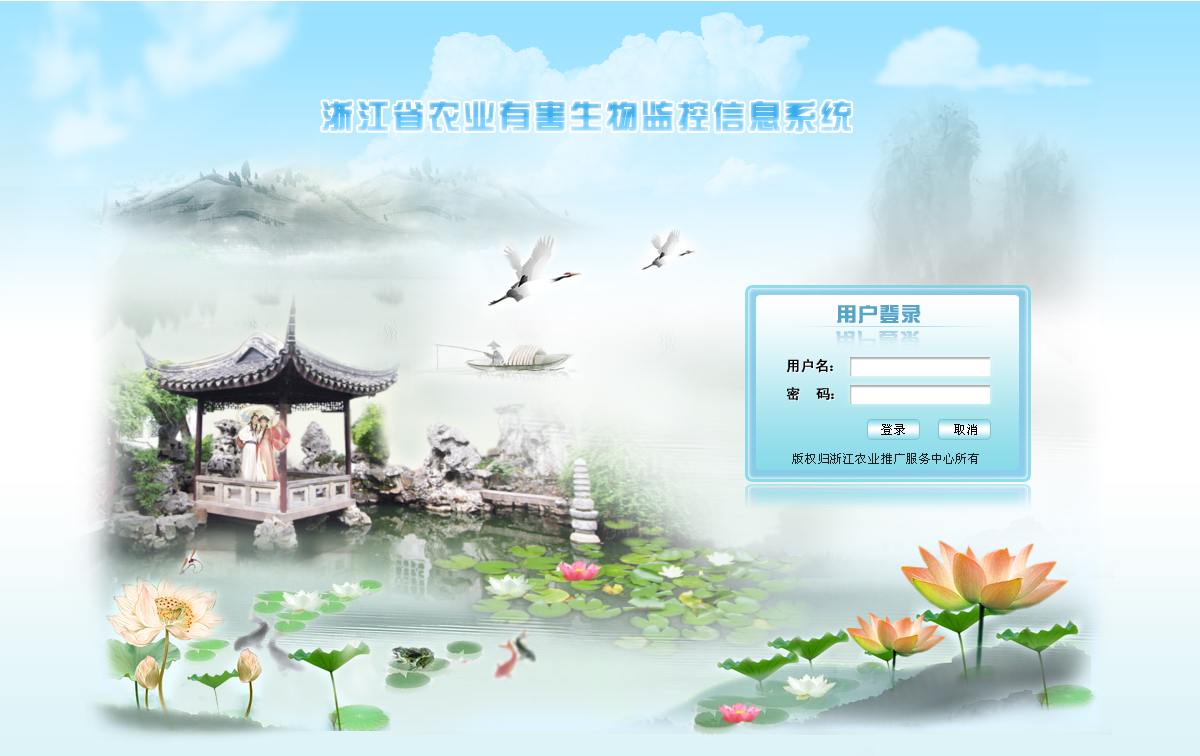 浙江省农业有害生物监控信息系统
用户登录
用户名：
密　码：
登录　取消
版权归浙江农业推广服务中心所有